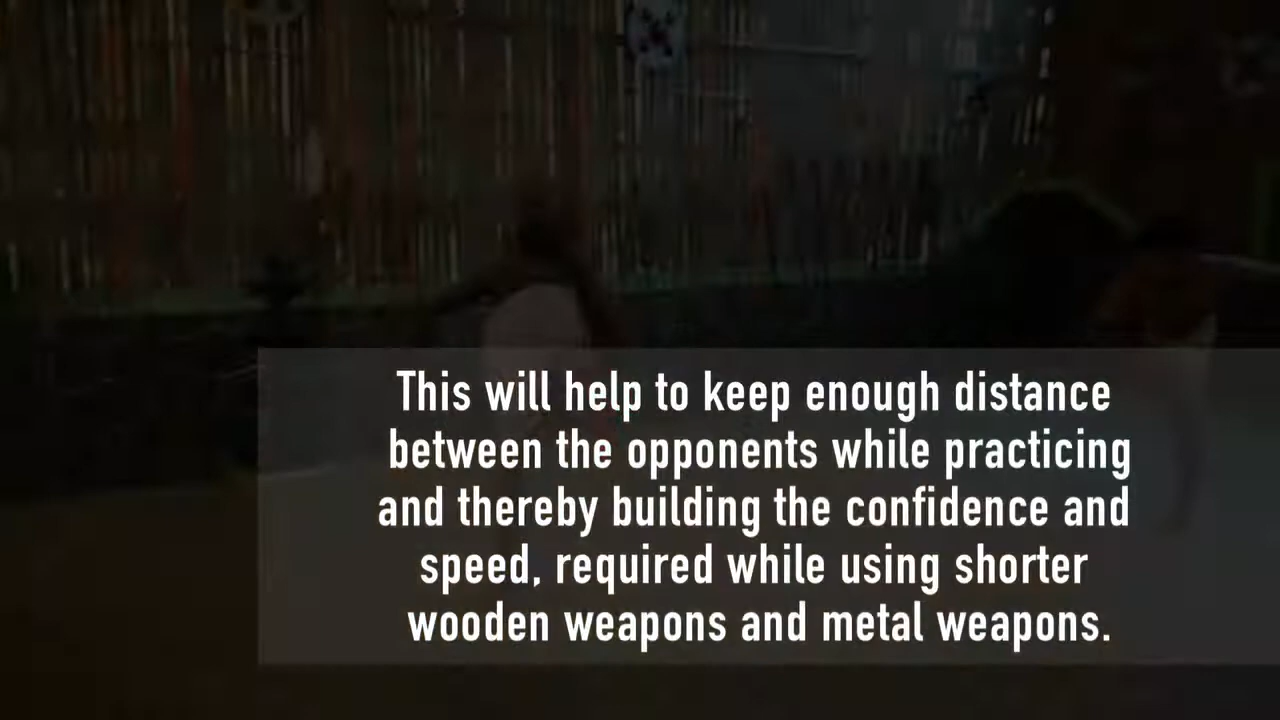 This will help to keep enough distance
between the opponents while practicing
and thereby building the confidence and
speed, required while using shorter
wooden weapons and metal weapons.